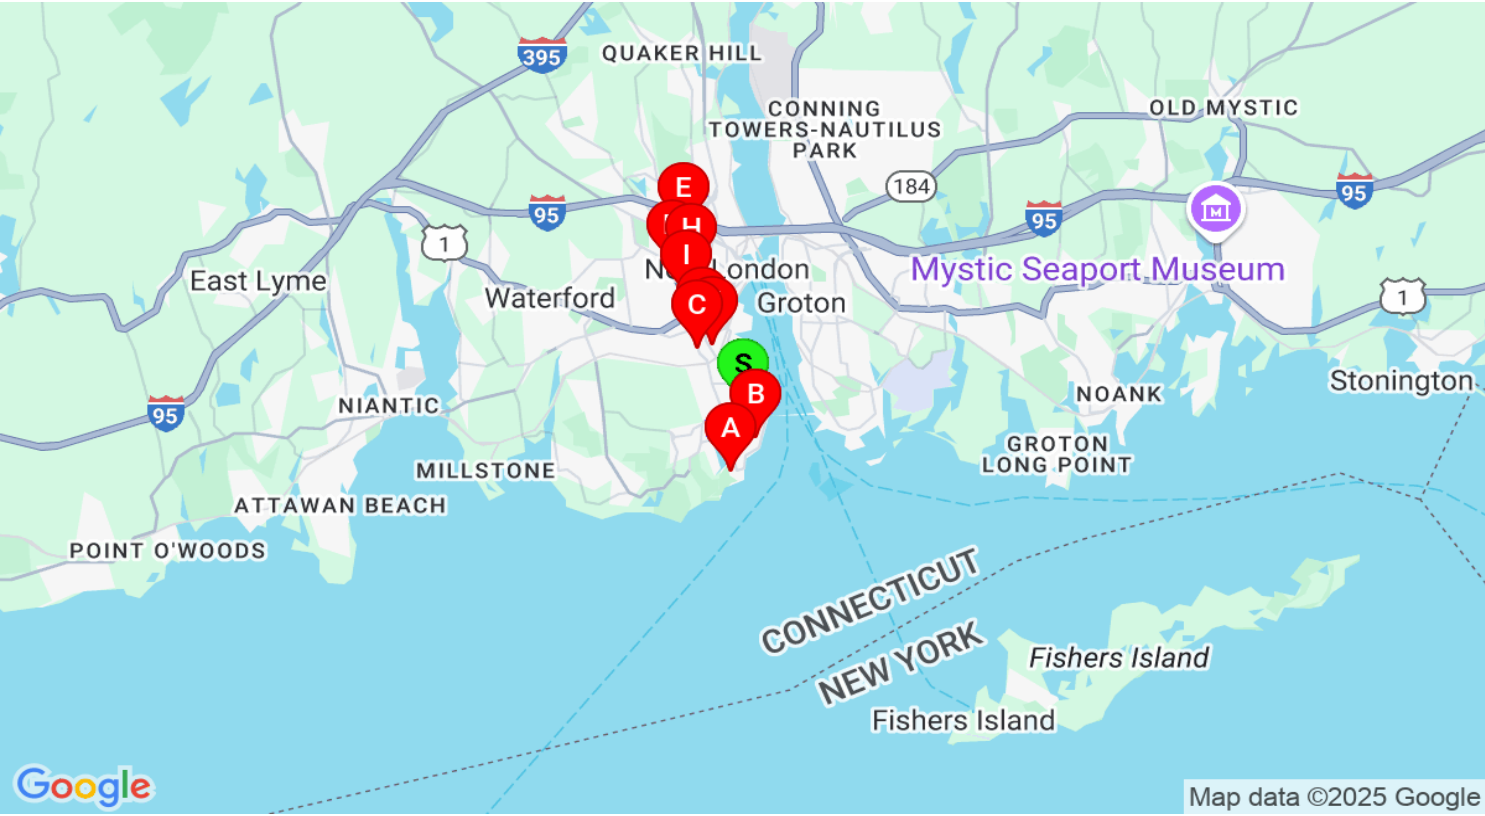 395
QUAKER HILL
CONNING
TOWERS-NAUTILUS
PARK
OLD MYSTIC
E
184
95
95
95
H
1
I
East Lyme
London
Mystic Seaport Museum
Waterford
C
Groton
1
S
B
Stonington
NOANK
95
NIANTIC
A
GROTON
LONG POINT
MILLSTONE
ATTAWAN BEACH
POINT O'WOODS
CONNECTICUT
NEW YORK
Fishers Island
Fishers Island
Google
Map data ©2025 Google